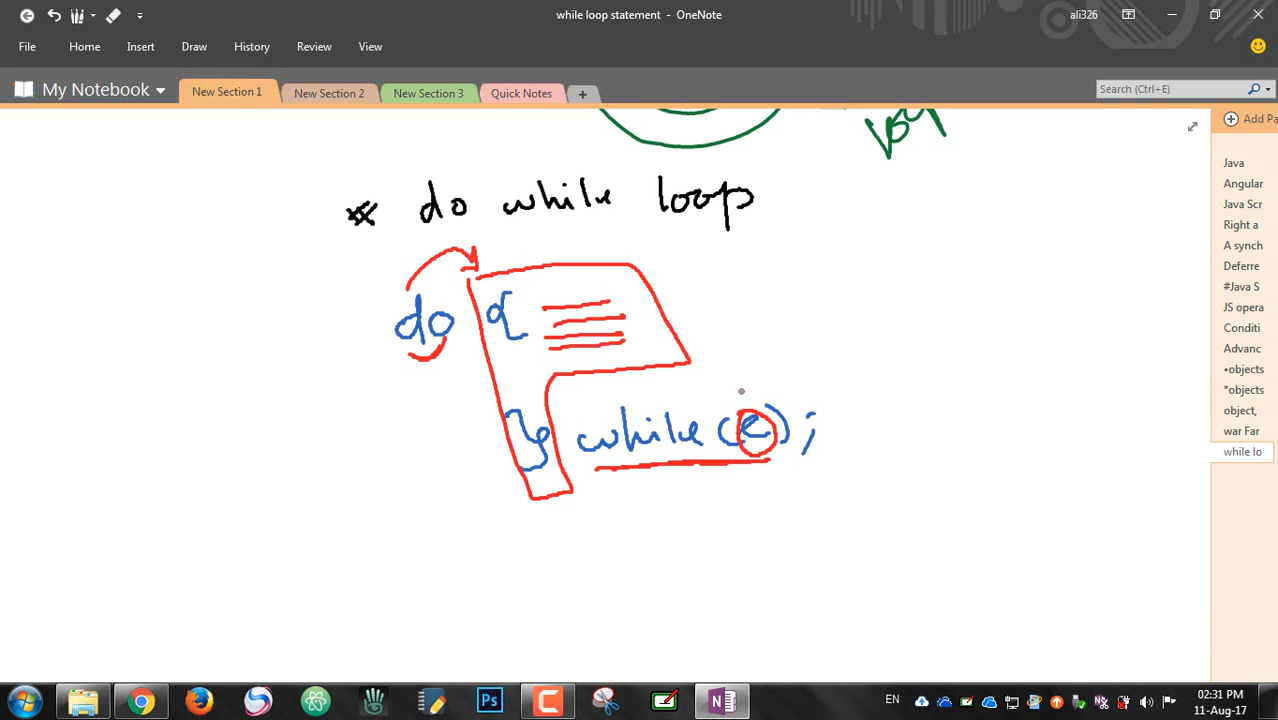 while loop statement - OneNote
ali326
File Home Insert Draw History Review View
My Notebook New Section 1 New Section 2 New Section 3 Quick Notes + Search (Ctrl+E)
Add Pa
Java
Angular
Java Scr
Right a
A synch
Deferre
#Java S
JS opera
Conditi
Advanc
•objects
*objects
object,
war Far
while lo
* do while loop
do {
} while (e);
Ps
EN
02:31 PM
11-Aug-17